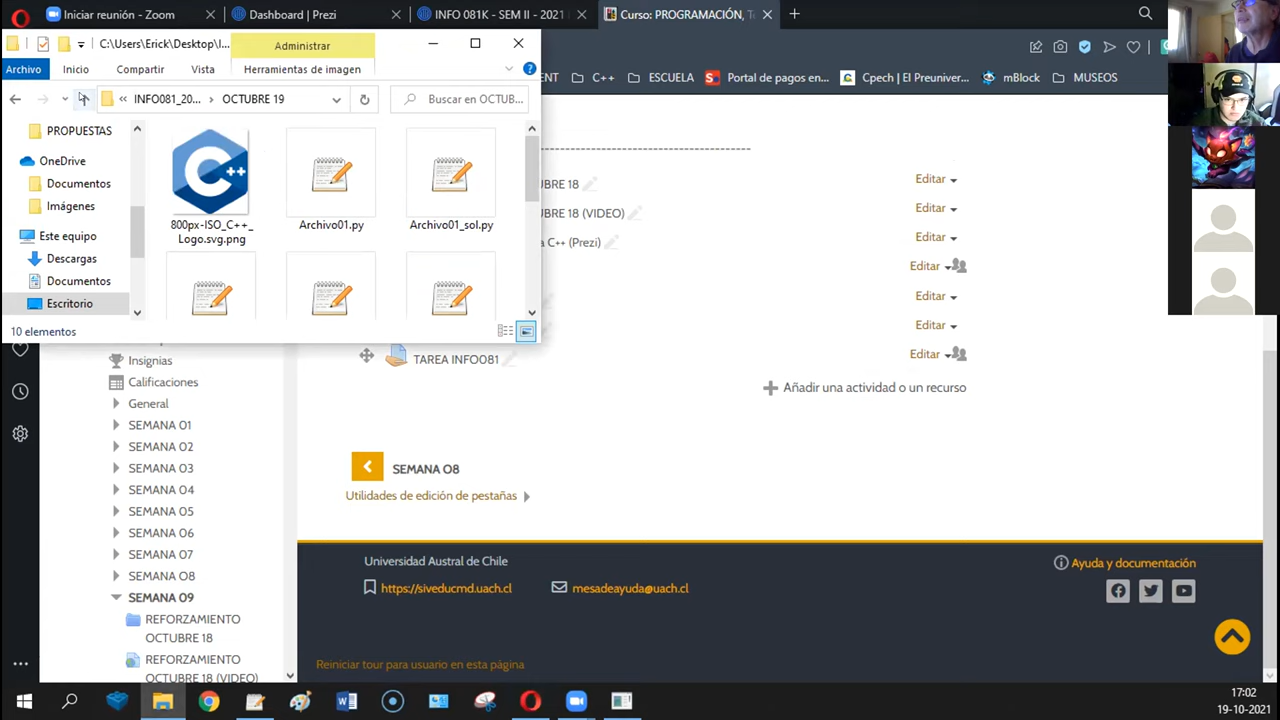 Iniciar reunión - Zoom
Dashboard | Prezi
INFO 081K - SEM II - 2021
Curso: PROGRAMACIÓN, T
C:\Users\Erick\Desktop\I...
Administrar
Archivo
Inicio
Compartir
Vista
Herramientas de imagen
ENT
C++
ESCUELA
Portal de pagos en...
Cpech | El Preuniver...
mBlock
MUSEOS
INFO081_20...
OCTUBRE 19
Buscar en OCTUB...
PROPUESTAS
OneDrive
Documentos
Imágenes
Este equipo
Descargas
Documentos
Escritorio
C++
800px-ISO_C++_
Logo.svg.png
Archivo01.py
Archivo01_sol.py
10 elementos
UBRE 18
Editar
UBRE 18 (VIDEO)
Editar
a C++ (Prezi)
Editar
Editar
Editar
Editar
TAREA INFO081
Editar
Añadir una actividad o un recurso
Insignias
Calificaciones
General
SEMANA 01
SEMANA 02
SEMANA 03
SEMANA 04
SEMANA 05
SEMANA 06
SEMANA 07
SEMANA O8
SEMANA 09
REFORZAMIENTO
OCTUBRE 18
REFORZAMIENTO
OCTUBRE 18 (VIDEO)
SEMANA O8
Utilidades de edición de pestañas
Universidad Austral de Chile
https://siveducmd.uach.cl
mesadeayuda@uach.cl
Ayuda y documentación
Reiniciar tour para usuario en esta página
17:02
19-10-2021